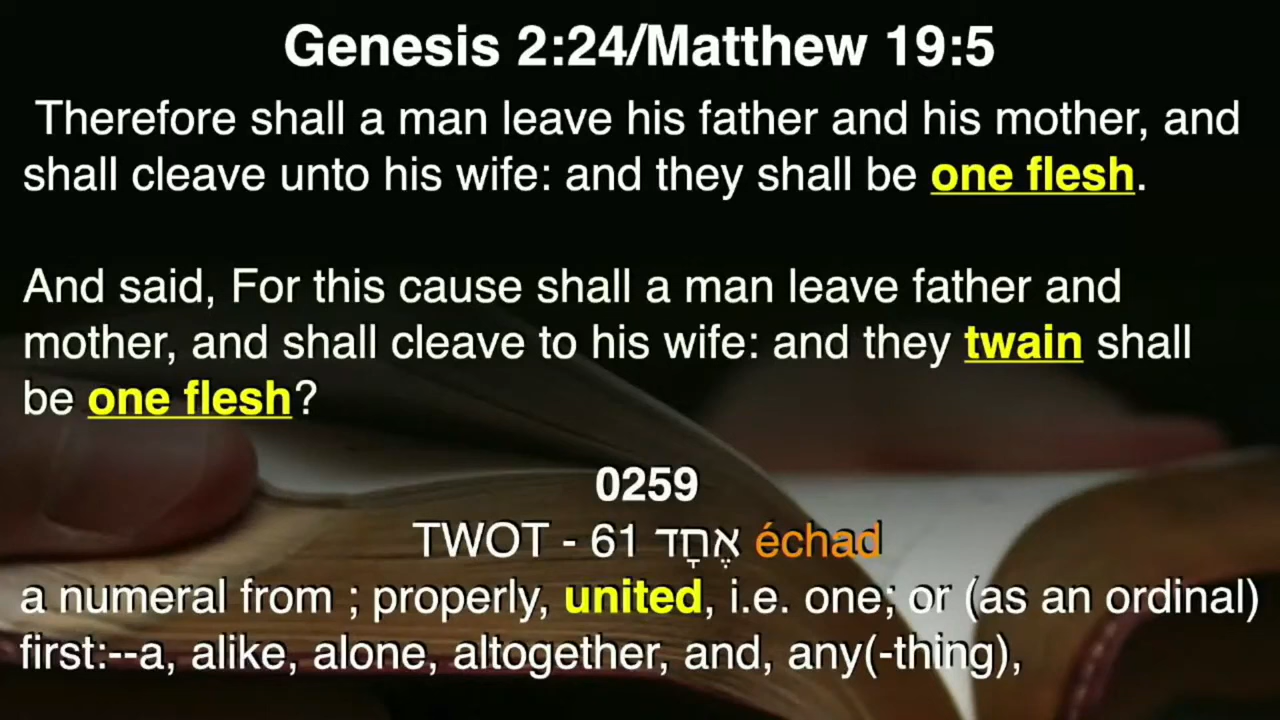 Genesis 2:24/Matthew 19:5
Therefore shall a man leave his father and his mother, and
shall cleave unto his wife: and they shall be one flesh.
And said, For this cause shall a man leave father and
mother, and shall cleave to his wife: and they twain shall
be one flesh?
0259
TWOT - 61 אֶחָד échad
a numeral from ; properly, united, i.e. one; or (as an ordinal)
first:--a, alike, alone, altogether, and, any(-thing),